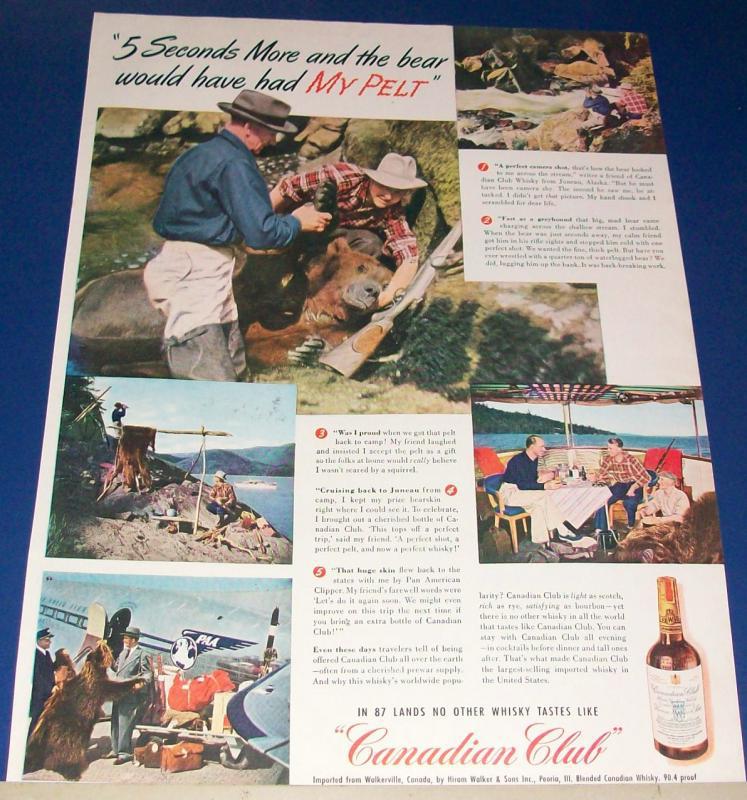 "5 Seconds More and the bear
would have had MY PELT"
1 "A perfect camera shot, that's how the bear looked
to me across the stream," writes a friend of Cana-
dian Club Whisky from Juneau, Alaska. "But he must
have been camera shy. The second he saw me, he at-
tacked. I didn't get that picture. My hand shook and I
scrambled for dear life.
2 "Fast as a greyhound that big, mad bear came
charging across the shallow stream. I stumbled.
When the bear was just seconds away, my calm friend
got him in his rifle sights and stopped him cold with one
perfect shot. We wanted the fine, thick pelt. But have you
ever wrestled with a quarter-ton of waterlogged bear? We
did, lugging him up the bank. It was back-breaking work.
3 "Was I proud when we got that pelt
back to camp! My friend laughed
and insisted I accept the pelt as a gift
so the folks at home would really believe
I wasn't scared by a squirrel.
"Cruising back to Juneau from 4
camp, I kept my prize bearskin
right where I could see it. To celebrate,
I brought out a cherished bottle of Ca-
nadian Club. 'This tops off a perfect
trip,' said my friend. 'A perfect shot, a
perfect pelt, and now a perfect whisky!'
5 "That huge skin flew back to the
states with me by Pan American
Clipper. My friend's farewell words were
'Let's do it again soon. We might even
improve on this trip the next time if
you bring an extra bottle of Canadian
Club!'"
Even these days travelers tell of being
offered Canadian Club all over the earth
—often from a cherished prewar supply.
And why this whisky's worldwide popu-
larity? Canadian Club is light as scotch,
rich as rye, satisfying as bourbon—yet
there is no other whisky in all the world
that tastes like Canadian Club. You can
stay with Canadian Club all evening
—in cocktails before dinner and tall ones
after. That's what made Canadian Club
the largest-selling imported whisky in
the United States.
PAA
Canadian Club
IN 87 LANDS NO OTHER WHISKY TASTES LIKE
"Canadian Club"
Imported from Walkerville, Canada, by Hiram Walker & Sons Inc., Peoria, Ill. Blended Canadian Whisky. 90.4 proof